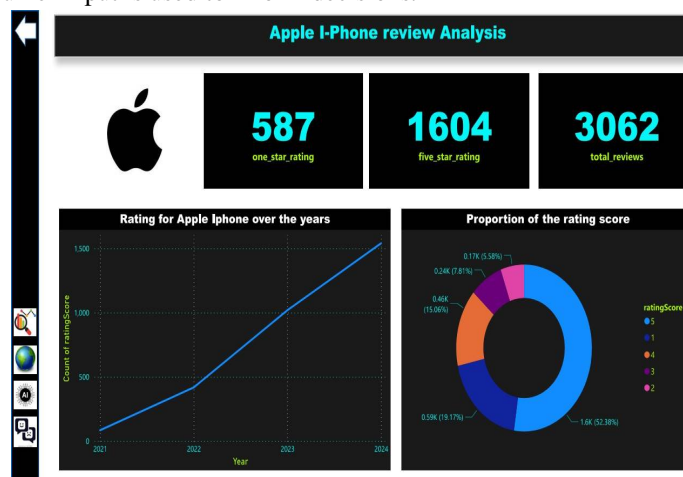 Apple I-Phone review Analysis
587
one_star_rating
1604
five_star_rating
3062
total_reviews
Rating for Apple Iphone over the years
Count of ratingScore
1,500
1,000
500
0
2021
2022
2023
2024
Year
Proportion of the rating score
0.17K (5.58%)
0.24K (7.81%)
0.46K
(15.06%)
0.59K (19.17%)
1.6K (52.38%)
ratingScore
5
1
4
3
2
AI